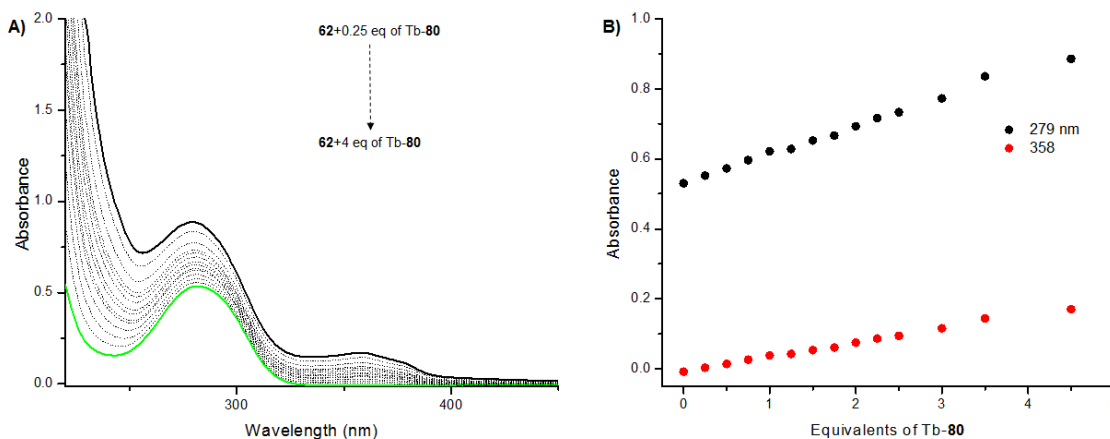 A)
62+0.25 eq of Tb-80
62+4 eq of Tb-80
Absorbance
2.0
1.5
1.0
0.5
0.0
300
400
Wavelength (nm)
B)
Absorbance
1.0
0.8
0.6
0.4
0.2
0.0
279 nm
358
0
1
2
3
4
Equivalents of Tb-80